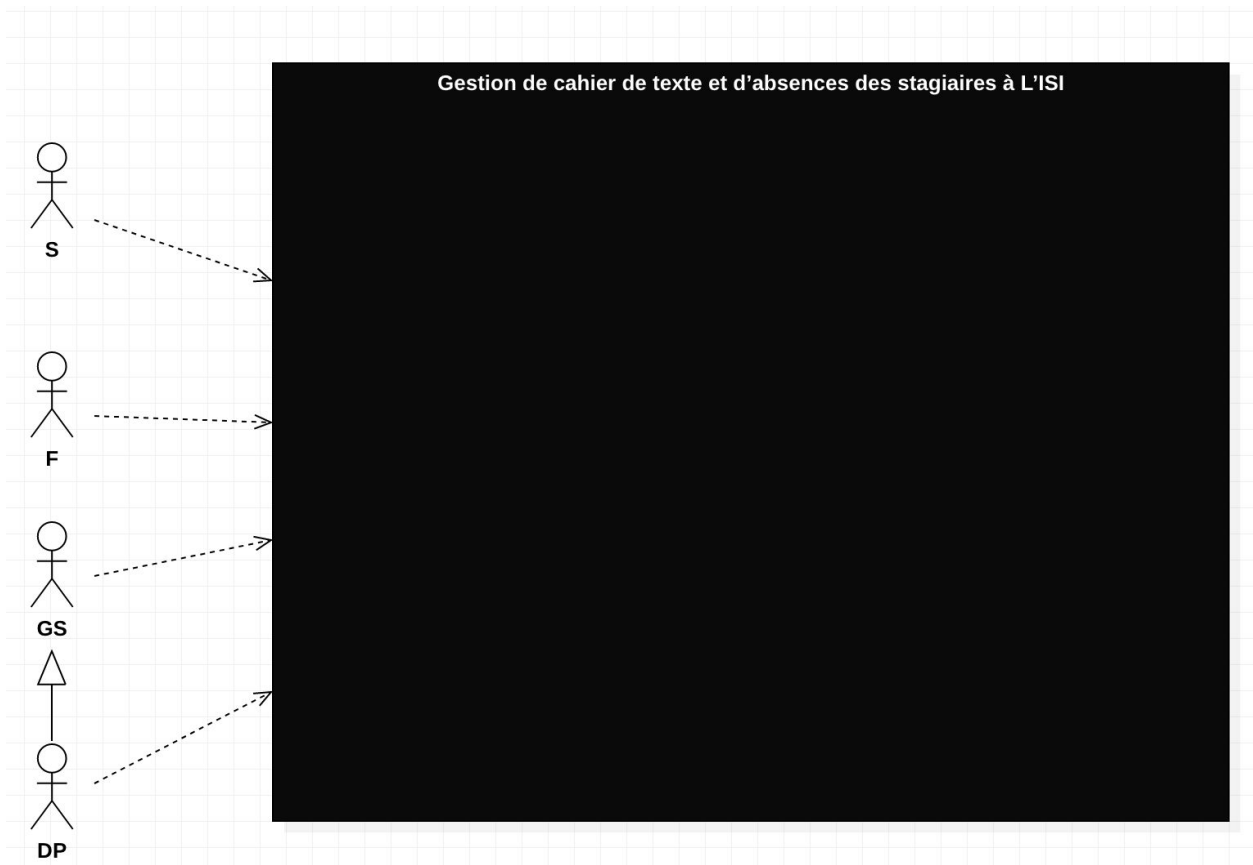 Gestion de cahier de texte et d’absences des stagiaires à L’ISI
S
F
GS
DP